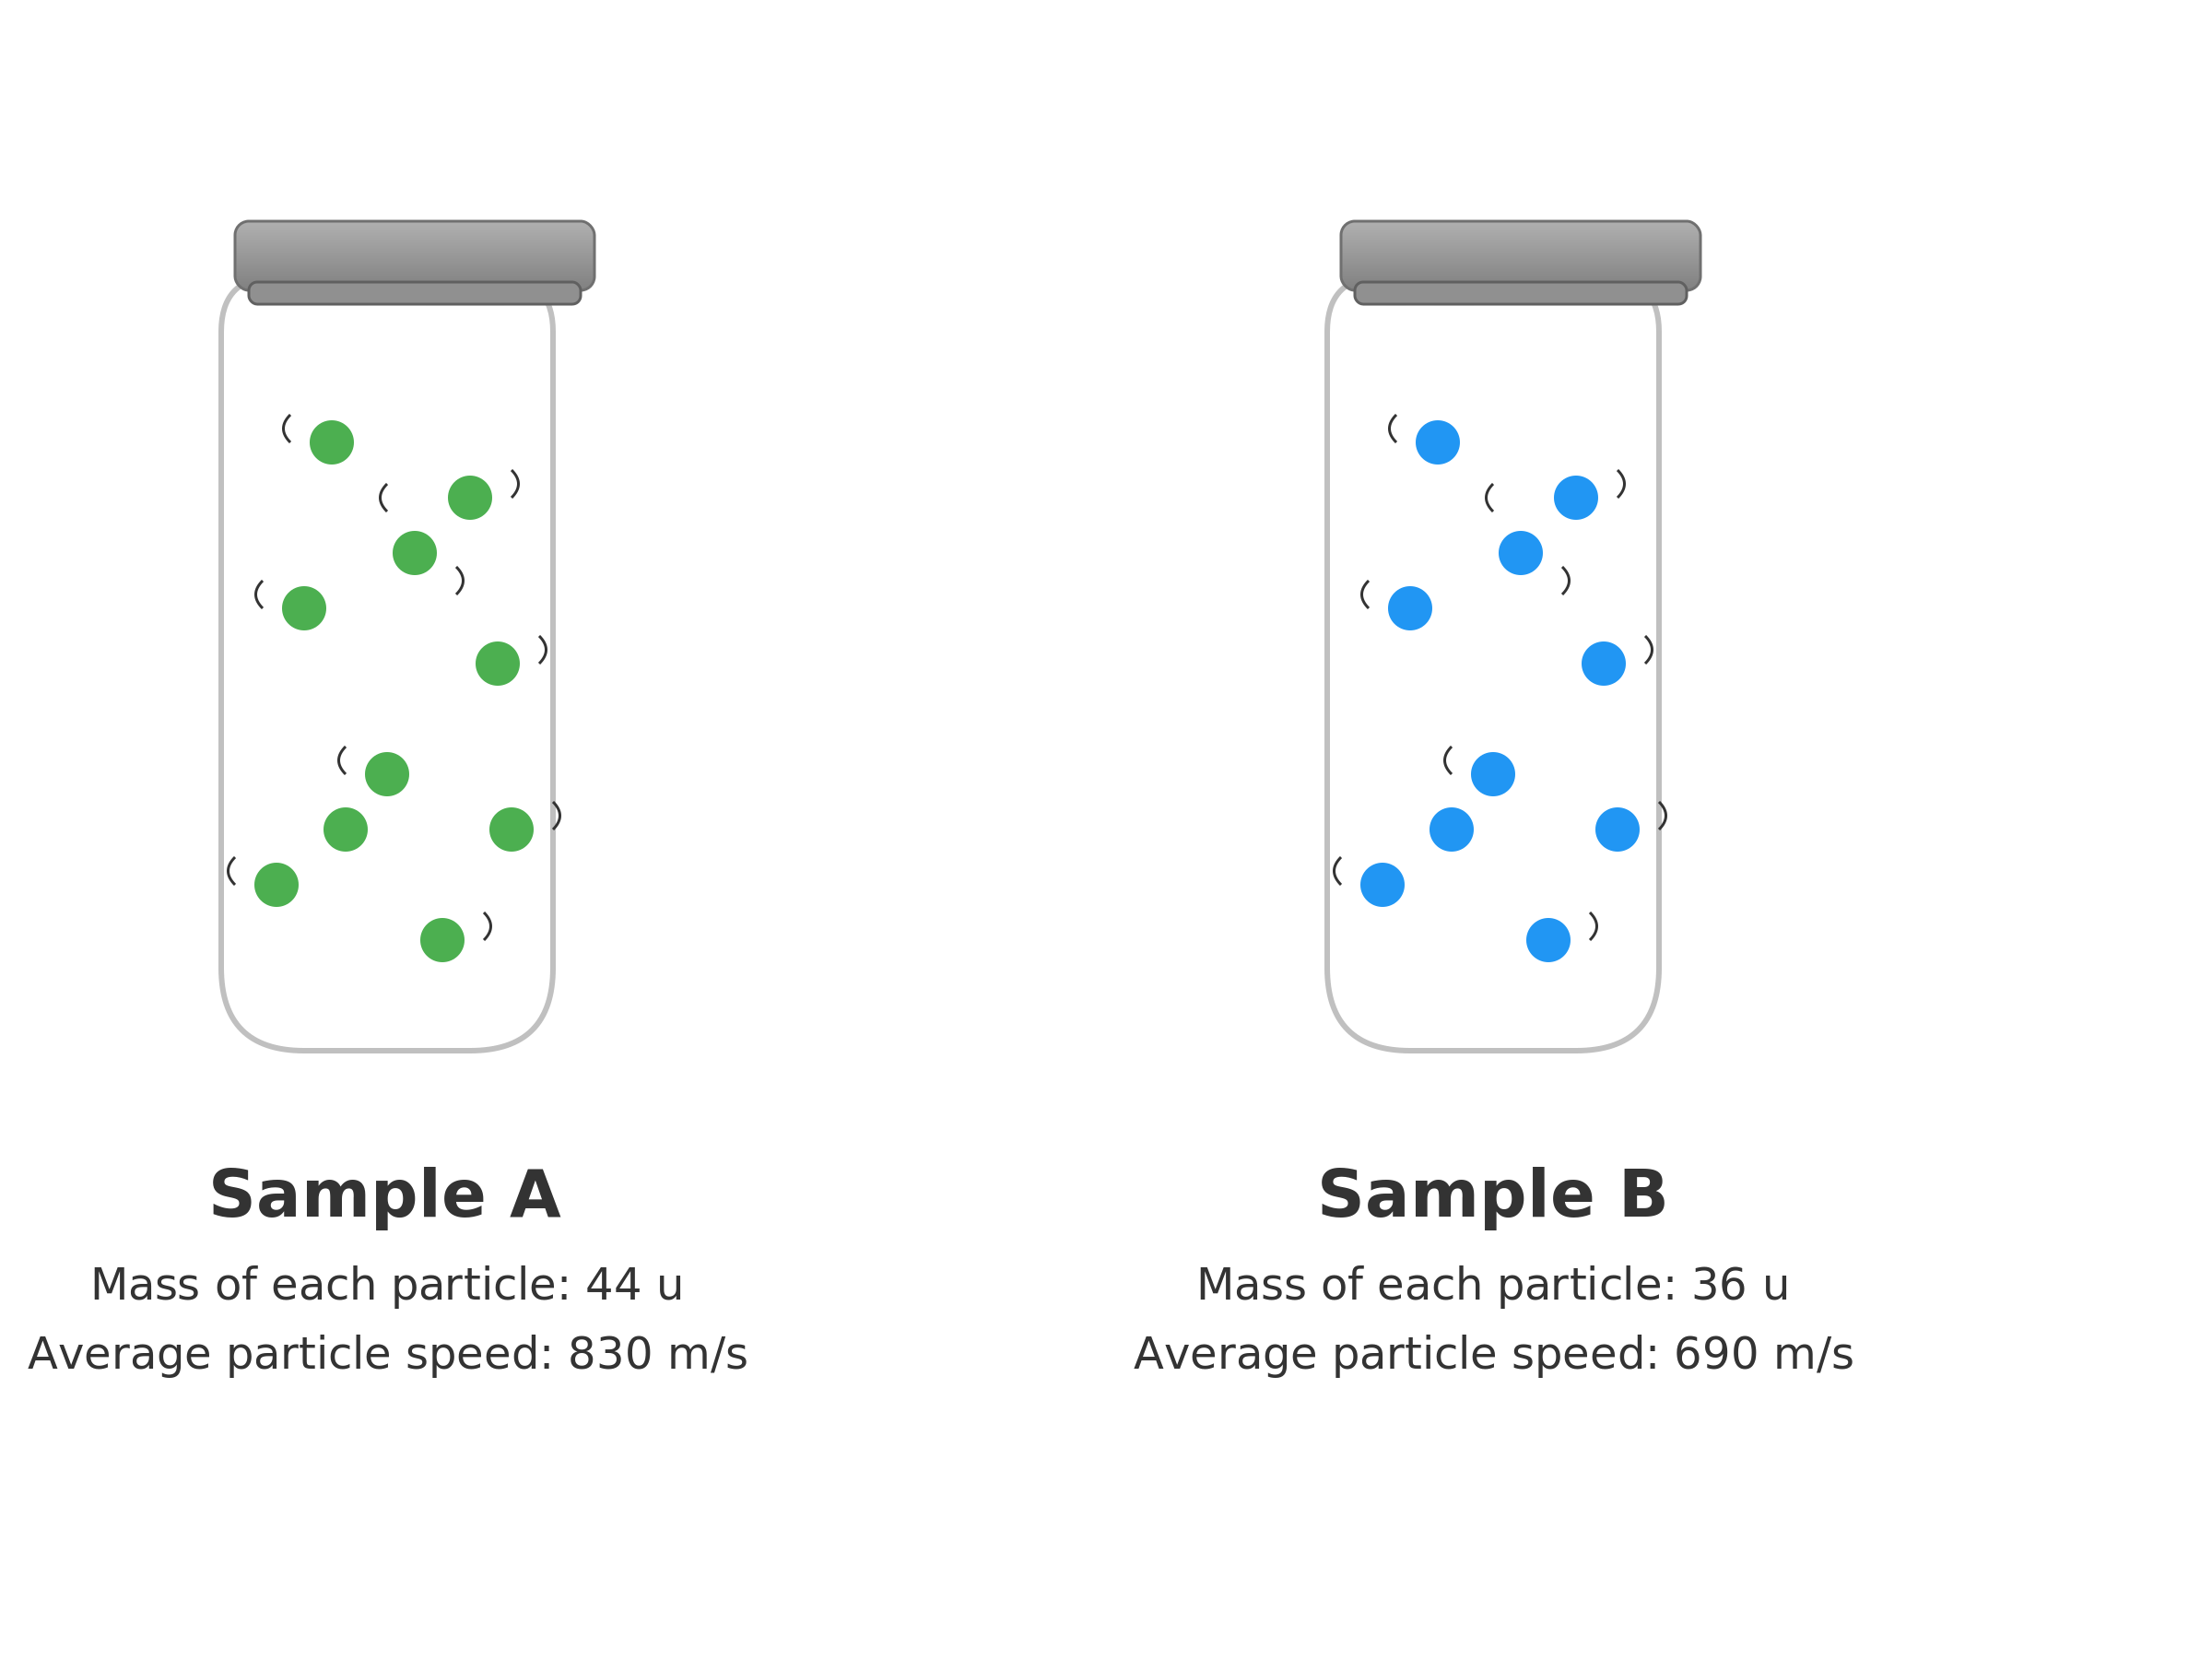 Sample A
Mass of each particle: 44 u
Average particle speed: 830 m/s
Sample B
Mass of each particle: 36 u
Average particle speed: 690 m/s